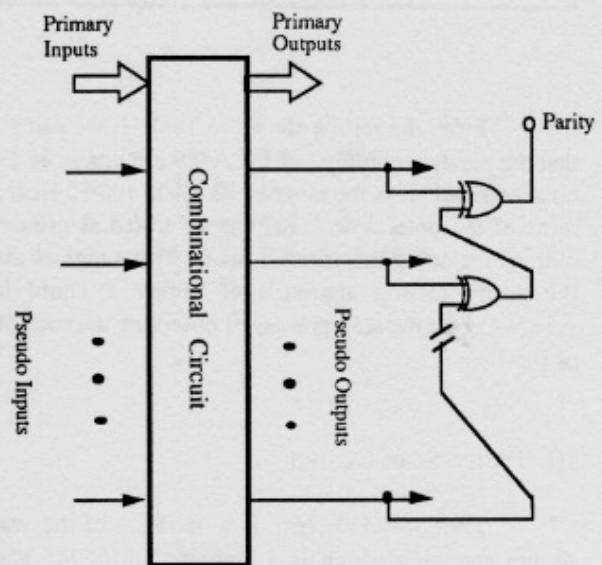 Primary
Inputs
Primary
Outputs
Parity
Combinational Circuit
Pseudo Inputs
Pseudo Outputs